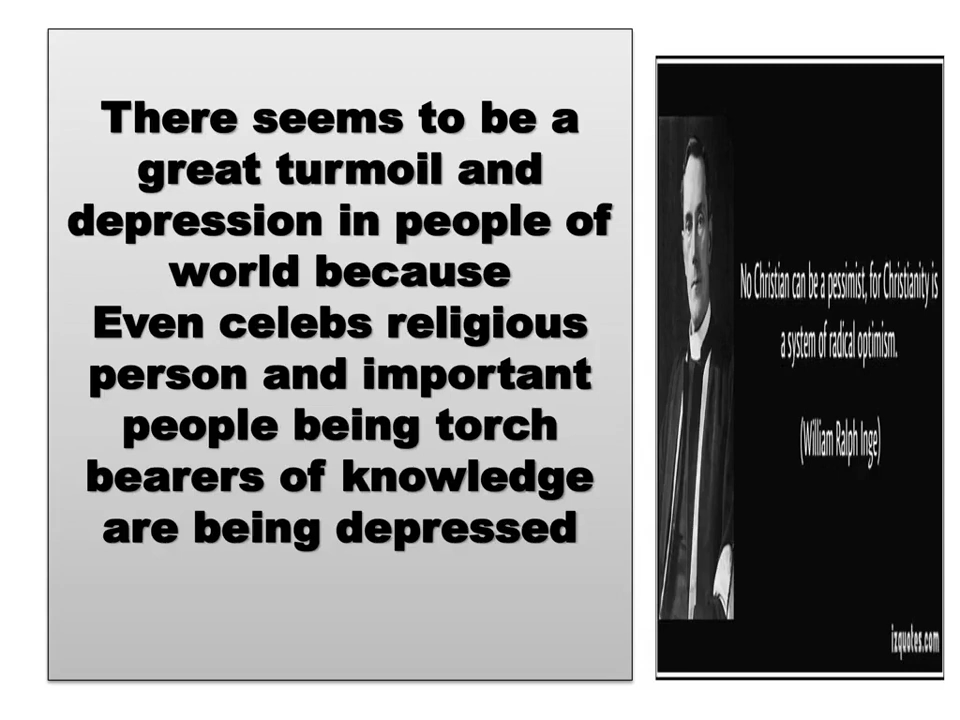 There seems to be a
great turmoil and
depression in people of
world because
Even celebs religious
person and important
people being torch
bearers of knowledge
are being depressed
No Christian can be a pessimist, for Christianity is
a system of radical optimism.
(William Ralph Inge)
izquotes.com